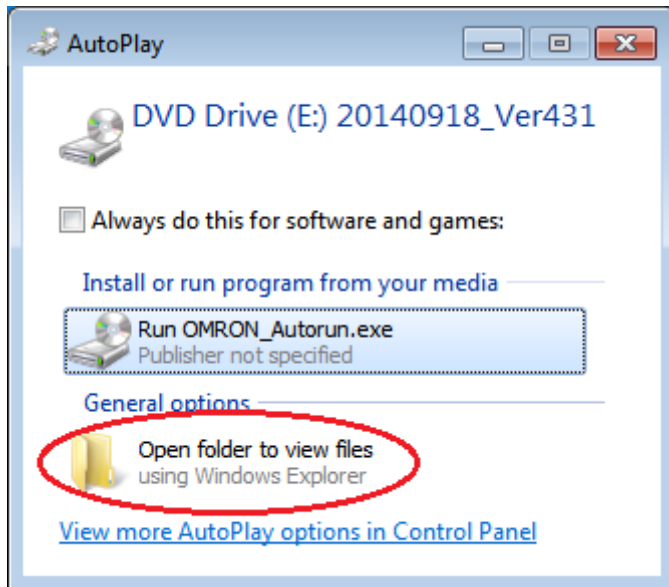 AutoPlay
DVD Drive (E:) 20140918_Ver431
Always do this for software and games:
Install or run program from your media
Run OMRON_Autorun.exe
Publisher not specified
General options
Open folder to view files
using Windows Explorer
View more AutoPlay options in Control Panel